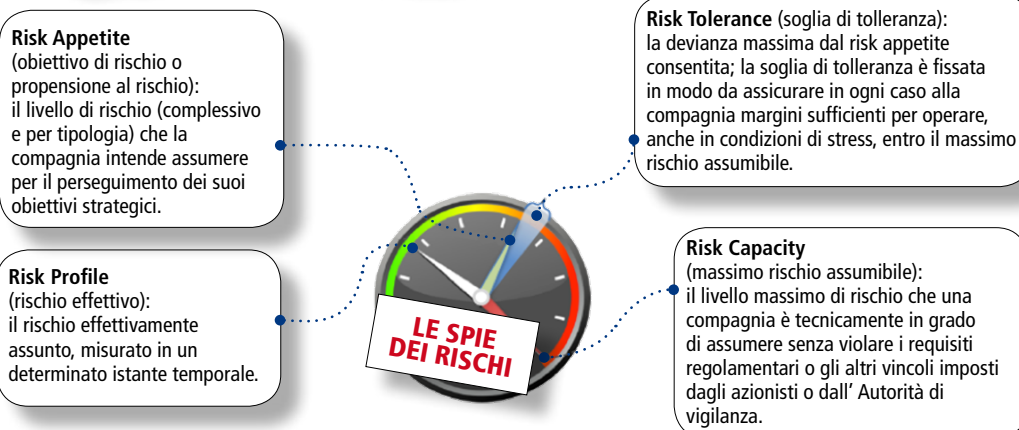 Risk Appetite
(obiettivo di rischio o
propensione al rischio):
il livello di rischio (complessivo
e per tipologia) che la
compagnia intende assumere
per il perseguimento dei suoi
obiettivi strategici.
Risk Tolerance (soglia di tolleranza):
la devianza massima dal risk appetite
consentita; la soglia di tolleranza è fissata
in modo da assicurare in ogni caso alla
compagnia margini sufficienti per operare,
anche in condizioni di stress, entro il massimo
rischio assumibile.
Risk Profile
(rischio effettivo):
il rischio effettivamente
assunto, misurato in un
determinato istante temporale.
LE SPIE
DEI RISCHI
Risk Capacity
(massimo rischio assumibile):
il livello massimo di rischio che una
compagnia è tecnicamente in grado
di assumere senza violare i requisiti
regolamentari o gli altri vincoli imposti
dagli azionisti o dall' Autorità di
vigilanza.